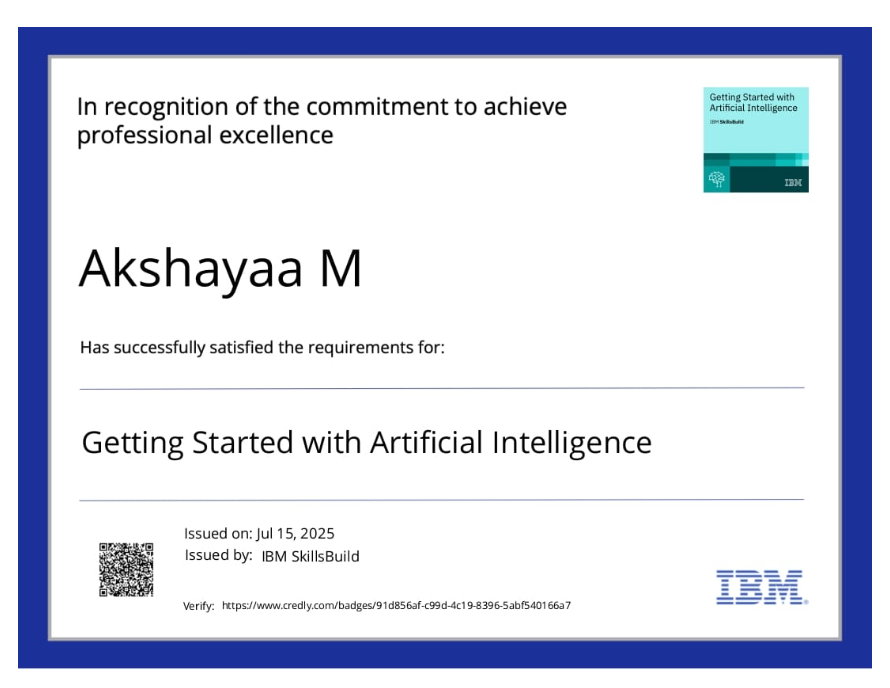 In recognition of the commitment to achieve
professional excellence
Getting Started with
Artificial Intelligence
IBM SkillsBuild
IBM
Akshayaa M
Has successfully satisfied the requirements for:
Getting Started with Artificial Intelligence
Issued on: Jul 15, 2025
Issued by: IBM SkillsBuild
Verify: https://www.credly.com/badges/91d856af-c99d-4c19-8396-5abf540166a7
IBM.